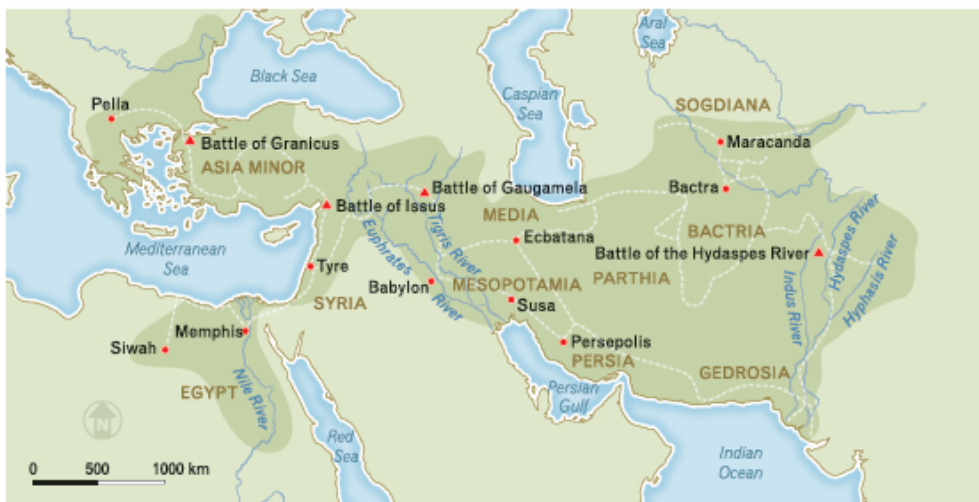 Aral
Sea
Black Sea
Caspian
Sea
SOGDIANA
Pella
Maracanda
Battle of Granicus
ASIA MINOR
Battle of Gaugamela
Bactra
Battle of Issus
MEDIA
BACTRIA
Hydaspes River
Mediterranean
Sea
Euphrates
River
Tigris River
Ecbatana
Battle of the Hydaspes River
Tyre
MESOPOTAMIA
PARTHIA
Babylon
SYRIA
Susa
Indus River
Hyphasis River
Memphis
Siwah
Persepolis
PERSIA
GEDROSIA
EGYPT
Nile River
Persian
Gulf
N
Red
Sea
Indian
Ocean
0 500 1000 km